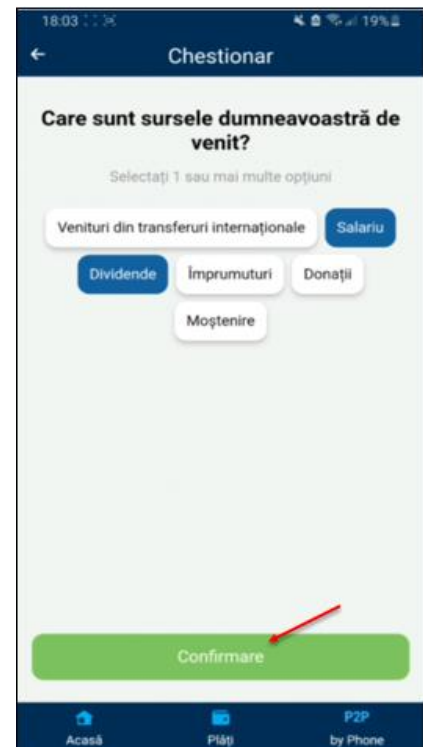 18:03
19%
Chestionar
Care sunt sursele dumneavoastră de
venit?
Selectați 1 sau mai multe opțiuni
Venituri din transferuri internaționale Salariu
Dividende Împrumuturi Donații
Moștenire
Confirmare
P2P
Acasă Plăți by Phone